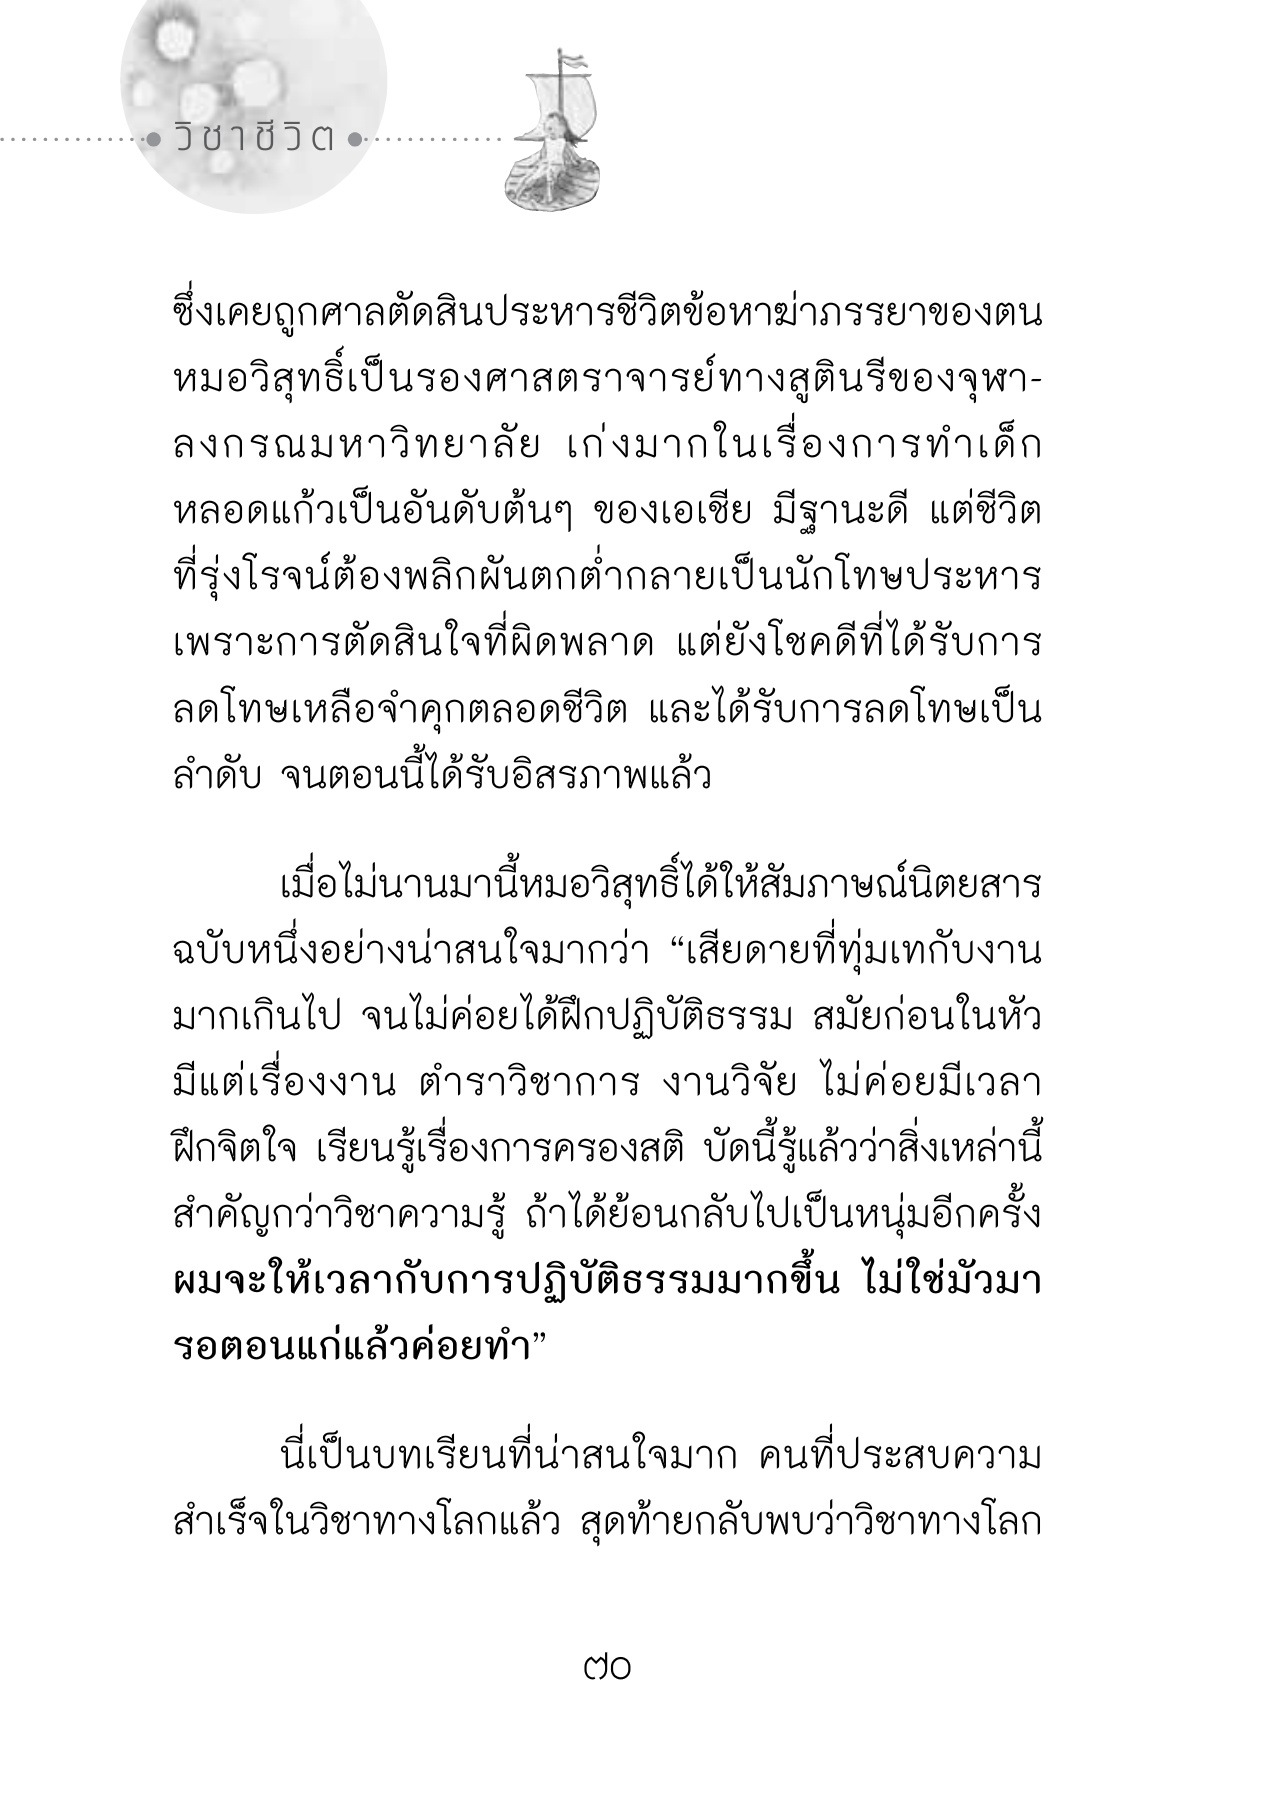 วิชาชีวิต
ซึ่งเคยถูกศาลตัดสินประหารชีวิตข้อหาฆ่าภรรยาของตน
หมอวิสุทธิ์เป็นรองศาสตราจารย์ทางสูตินรีของจุฬา-
ลงกรณมหาวิทยาลัย เก่งมากในเรื่องการทำเด็ก
หลอดแก้วเป็นอันดับต้นๆ ของเอเชีย มีฐานะดี แต่ชีวิต
ที่รุ่งโรจน์ต้องพลิกผันตกต่ำกลายเป็นนักโทษประหาร
เพราะการตัดสินใจที่ผิดพลาด แต่ยังโชคดีที่ได้รับการ
ลดโทษเหลือจำคุกตลอดชีวิต และได้รับการลดโทษเป็น
ลำดับ จนตอนนี้ได้รับอิสรภาพแล้ว
เมื่อไม่นานมานี้หมอวิสุทธิ์ได้ให้สัมภาษณ์นิตยสาร
ฉบับหนึ่งอย่างน่าสนใจมากว่า “เสียดายที่ทุ่มเทกับงาน
มากเกินไป จนไม่ค่อยได้ฝึกปฏิบัติธรรม สมัยก่อนในหัว
มีแต่เรื่องงาน ตำราวิชาการ งานวิจัย ไม่ค่อยมีเวลา
ฝึกจิตใจ เรียนรู้เรื่องการครองสติ บัดนี้รู้แล้วว่าสิ่งเหล่านี้
สำคัญกว่าวิชาความรู้ ถ้าได้ย้อนกลับไปเป็นหนุ่มอีกครั้ง
ผมจะให้เวลากับการปฏิบัติธรรมมากขึ้น ไม่ใช่มัวมา
รอตอนแก่แล้วค่อยทำ”
นี่เป็นบทเรียนที่น่าสนใจมาก คนที่ประสบความ
สำเร็จในวิชาทางโลกแล้ว สุดท้ายกลับพบว่าวิชาทางโลก
๗๐